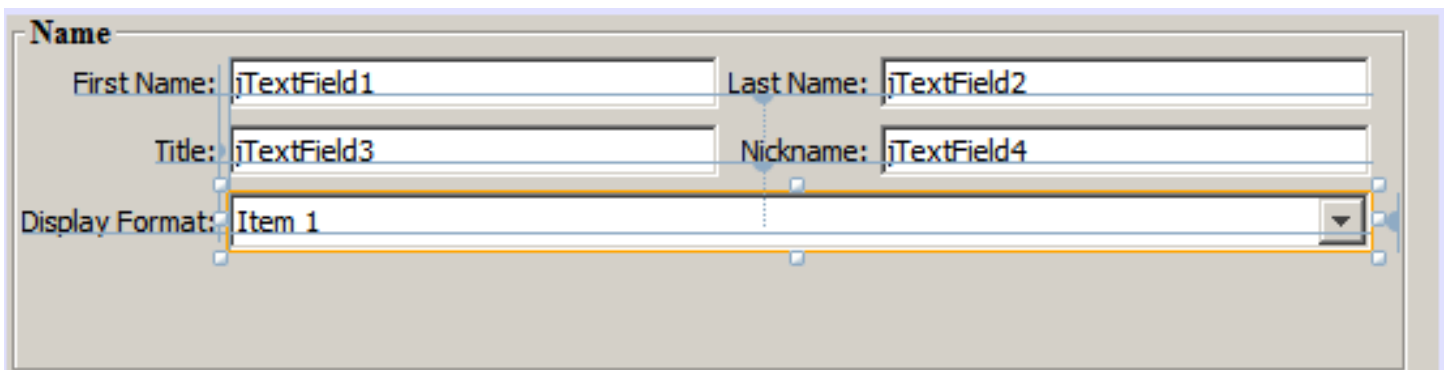 Name
First Name: jTextField1 Last Name: jTextField2
Title: jTextField3 Nickname: jTextField4
Display Format: Item 1